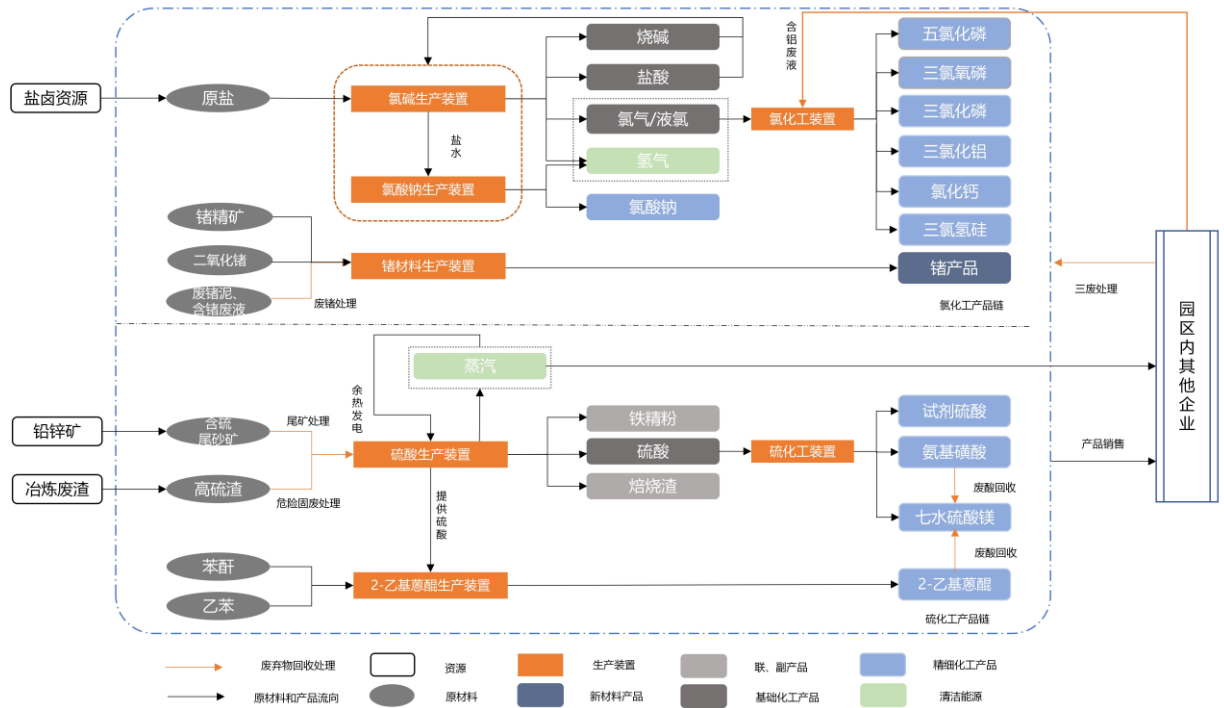 盐卤资源
原盐
氯碱生产装置
盐水
氯酸钠生产装置
烧碱
盐酸
氯气/液氯
氢气
氯酸钠
含铝废液
氯化工装置
五氯化磷
三氯氧磷
三氯化磷
三氯化铝
氯化钙
三氯氢硅
锗精矿
二氧化锗
废锗泥、
含锗废液
废锗处理
锗材料生产装置
锗产品
氯化工产品链
三废处理
园区内其他企业
产品销售
蒸汽
余热发电
铅锌矿
含硫
尾砂矿
尾矿处理
冶炼废渣
高硫渣
危险固废处理
硫酸生产装置
提供硫酸
铁精粉
硫酸
焙烧渣
硫化工装置
试剂硫酸
氨基磺酸
废酸回收
七水硫酸镁
废酸回收
苯酐
乙苯
2-乙基蒽醌生产装置
2-乙基蒽醌
硫化工产品链
废弃物回收处理
资源
生产装置
联、副产品
精细化工产品
原材料和产品流向
原材料
新材料产品
基础化工产品
清洁能源